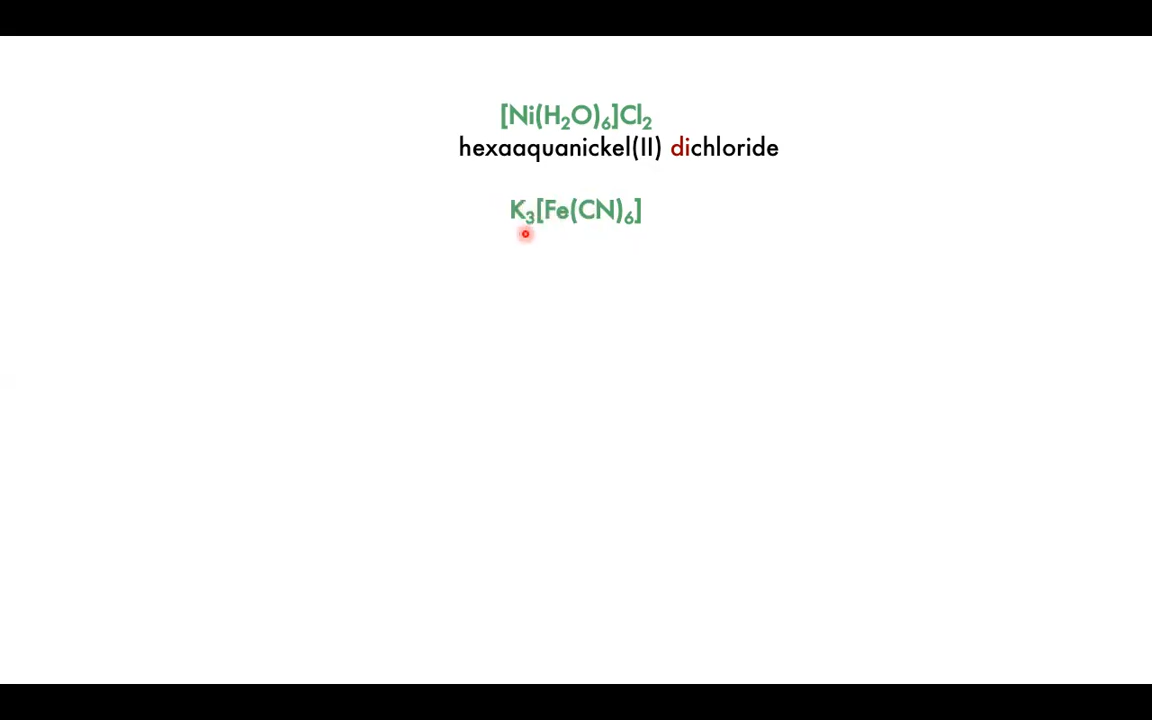 [Ni(H₂O)₆]Cl₂
hexaaquanickel(II) dichloride
K₃[Fe(CN)₆]